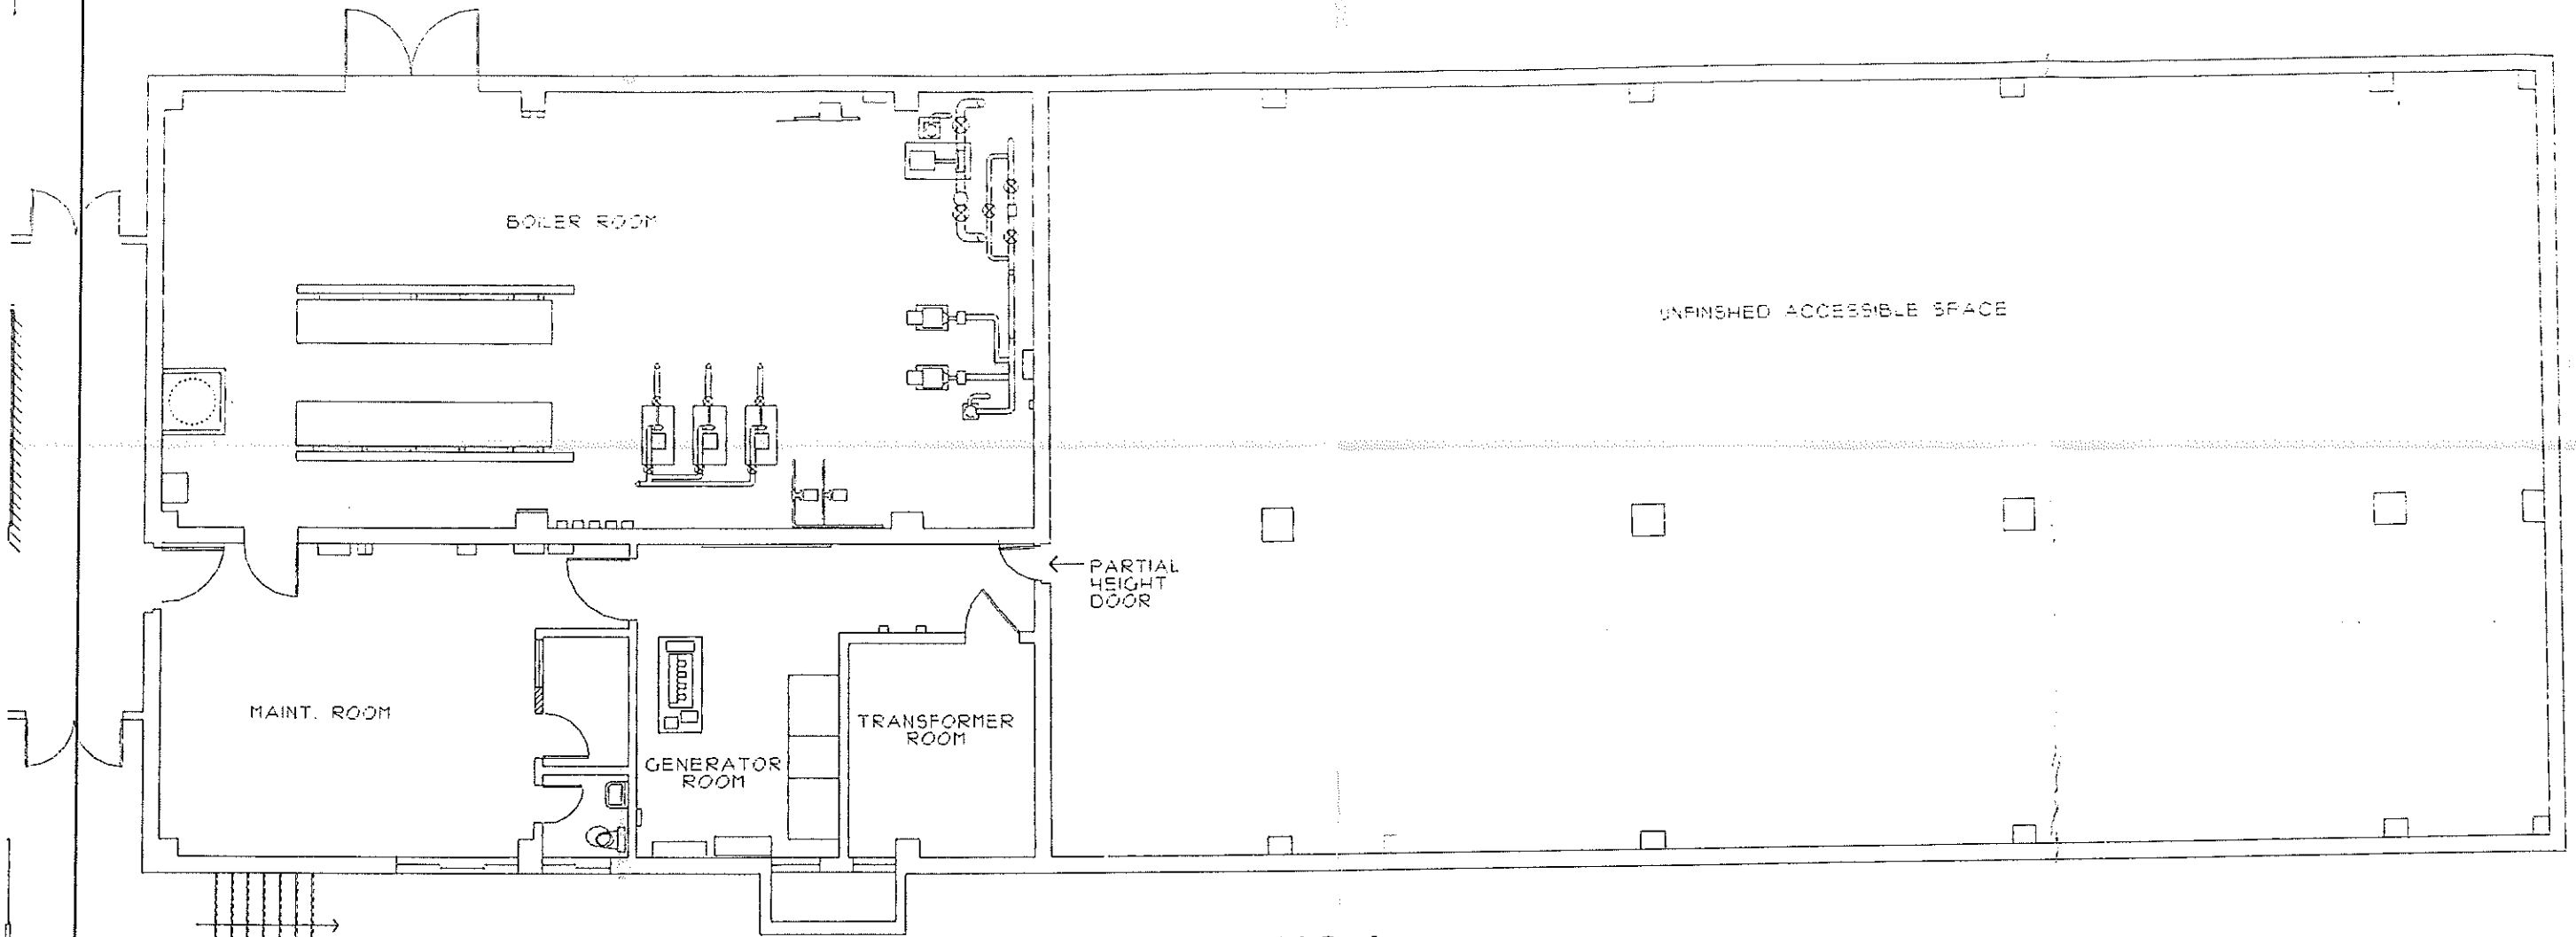 BOILER ROOM
UNFINISHED ACCESSIBLE SPACE
PARTIAL
HEIGHT
DOOR
MAINT. ROOM
TRANSFORMER
ROOM
GENERATOR
ROOM